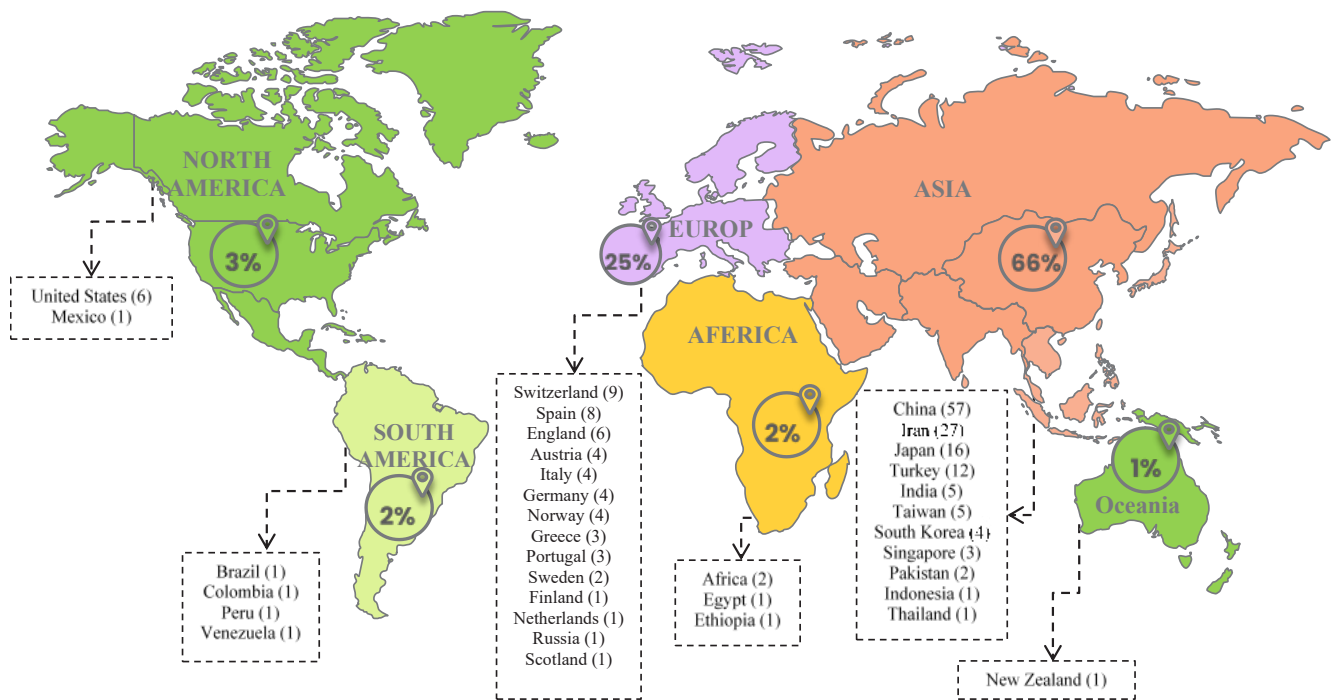 NORTH
AMERICA
3%
United States (6)
Mexico (1)
SOUTH
AMERICA
2%
Brazil (1)
Colombia (1)
Peru (1)
Venezuela (1)
EUROP
25%
Switzerland (9)
Spain (8)
England (6)
Austria (4)
Italy (4)
Germany (4)
Norway (4)
Greece (3)
Portugal (3)
Sweden (2)
Finland (1)
Netherlands (1)
Russia (1)
Scotland (1)
AFERICA
2%
Africa (2)
Egypt (1)
Ethiopia (1)
ASIA
66%
China (57)
Iran (27)
Japan (16)
Turkey (12)
India (5)
Taiwan (5)
South Korea (4)
Singapore (3)
Pakistan (2)
Indonesia (1)
Thailand (1)
1%
Oceania
New Zealand (1)